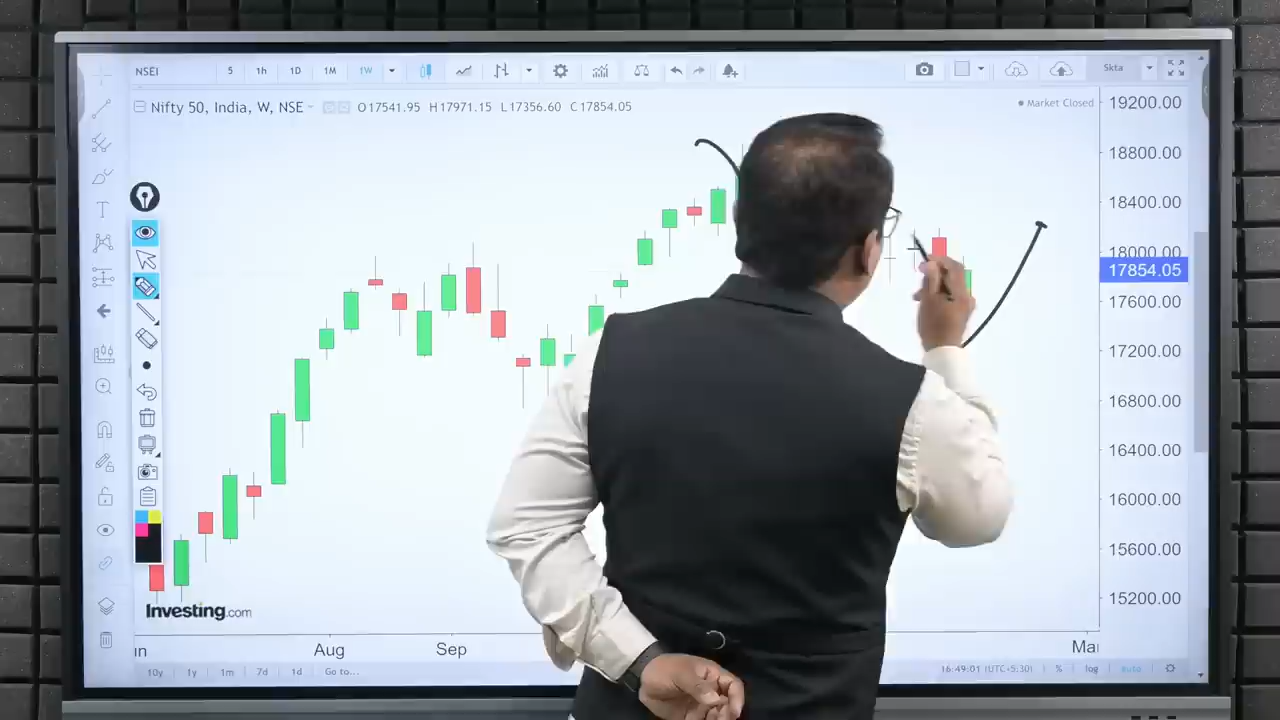 NSEI 5 1h 1D 1M 1W Skta
Nifty 50, India, W, NSE O17541.95 H17971.15 L17356.60 C17854.05
Market Closed
19200.00
18800.00
18400.00
18000.00
17854.05
17600.00
17200.00
16800.00
16400.00
16000.00
15600.00
15200.00
T
Investing.com
Aug Sep
10y 1y 1m 7d 1d Go to... 16:49:01 (UTC+5:30) % log auto